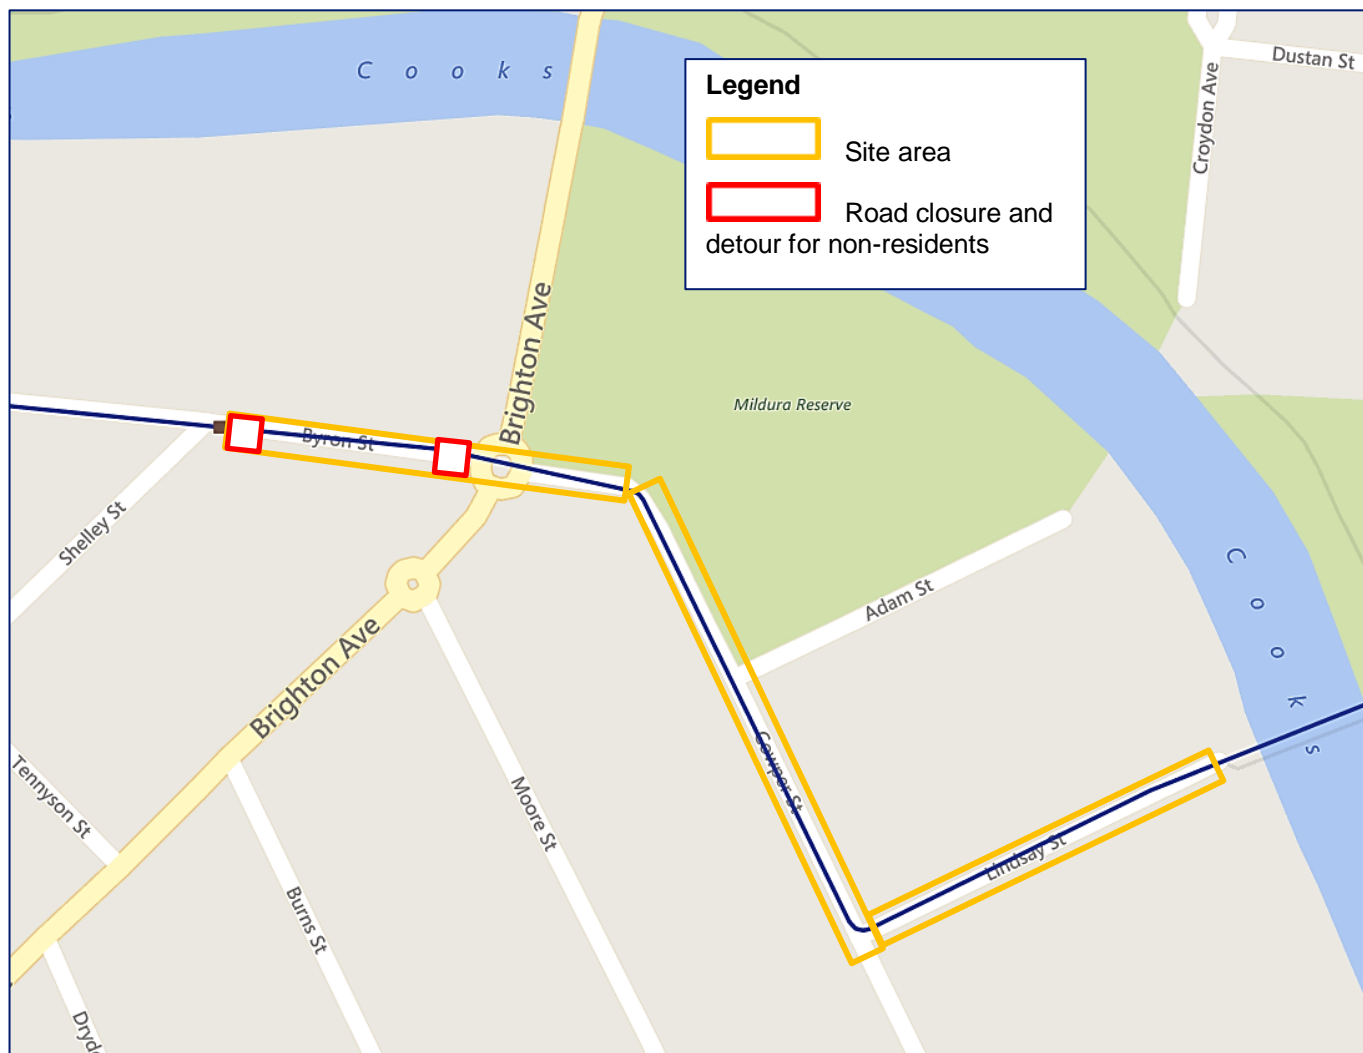 C o o k s
Dustan St
Croydon Ave
Legend
Site area
Road closure and
detour for non-residents
Brighton Ave
Mildura Reserve
Byron St
Shelley St
Adam St
C o o k s
Brighton Ave
Cowper St
Tennyson St
Moore St
Lindsay St
Burns St